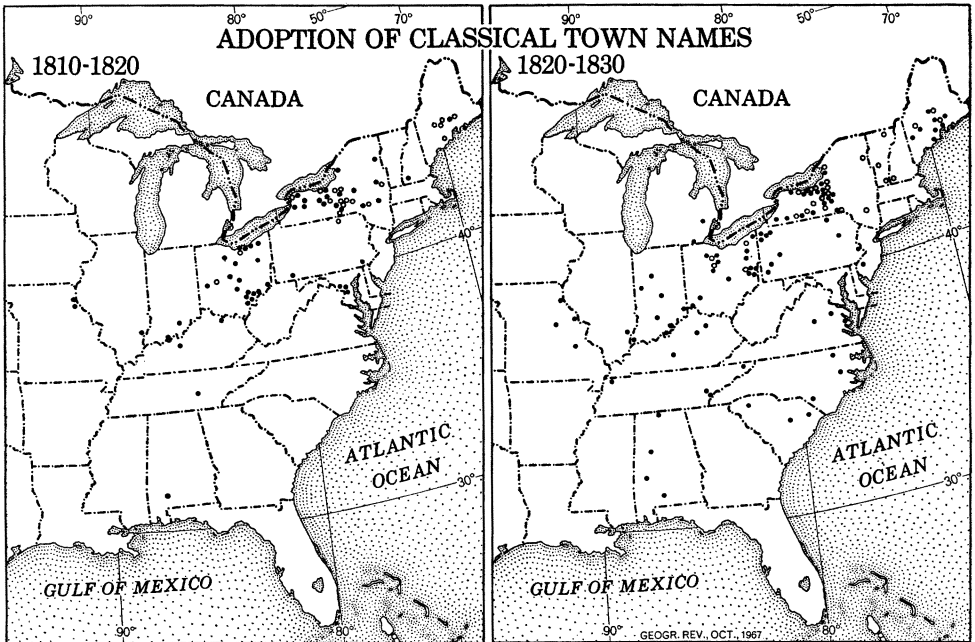 90° 80° 50° 70° 90° 80° 50° 70°
ADOPTION OF CLASSICAL TOWN NAMES
1810-1820
CANADA
40°
ATLANTIC
OCEAN
30°
GULF OF MEXICO
90° 80°
1820-1830
CANADA
40°
ATLANTIC
OCEAN
30°
GULF OF MEXICO
90° 80°
GEOGR. REV., OCT., 1967